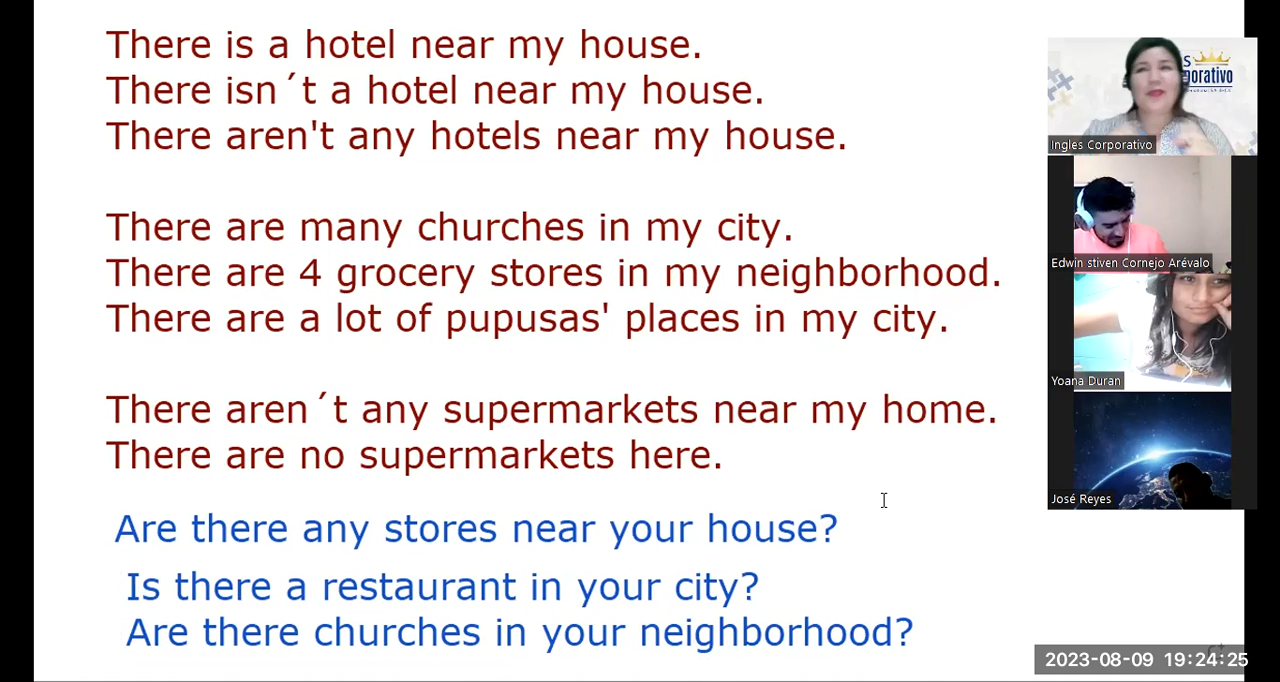 There is a hotel near my house.
There isn´t a hotel near my house.
There aren't any hotels near my house.
There are many churches in my city.
There are 4 grocery stores in my neighborhood.
There are a lot of pupusas' places in my city.
There aren´t any supermarkets near my home.
There are no supermarkets here.
Are there any stores near your house?
Is there a restaurant in your city?
Are there churches in your neighborhood?
S
porativo
Ingles Corporativo
Edwin stiven Cornejo Arévalo
Yoana Duran
José Reyes
2023-08-09 19:24:25